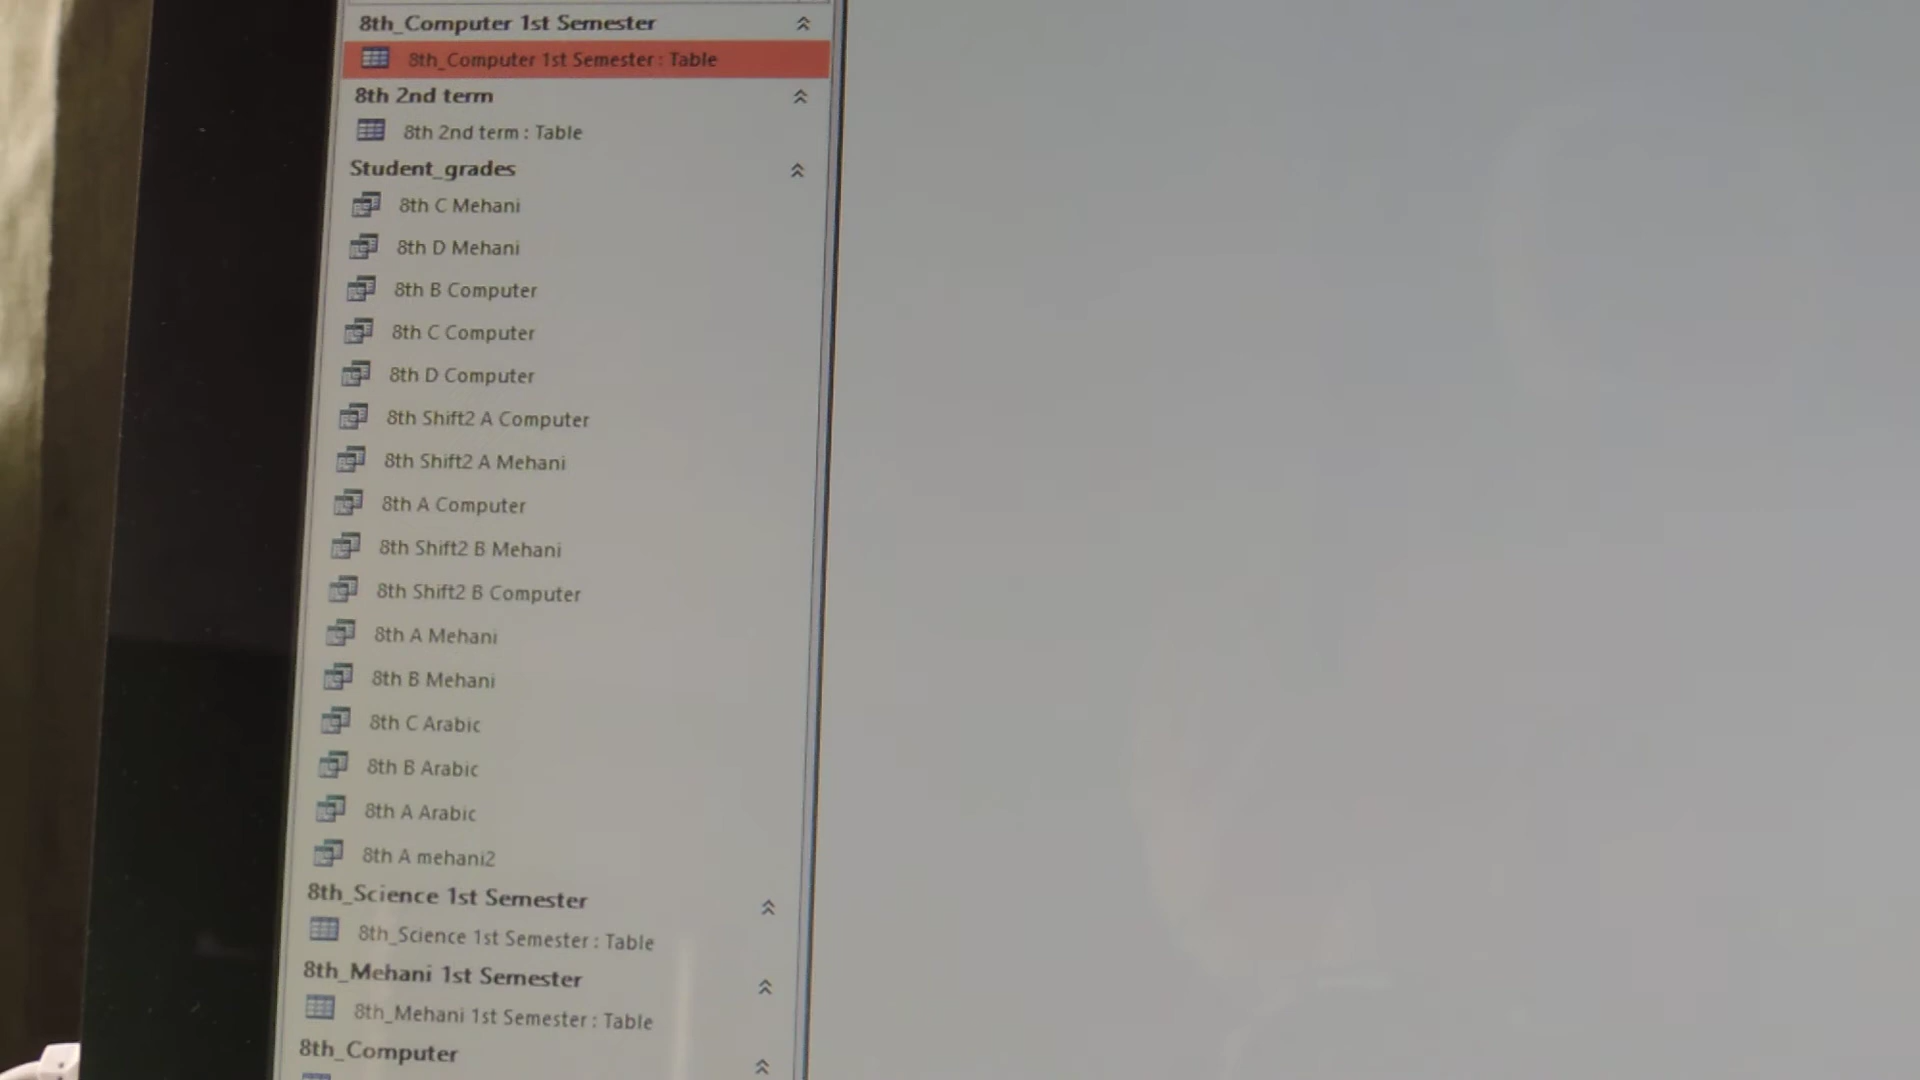 8th_Computer 1st Semester
8th_Computer 1st Semester : Table
8th 2nd term
8th 2nd term : Table
Student_grades
8th C Mehani
8th D Mehani
8th B Computer
8th C Computer
8th D Computer
8th Shift2 A Computer
8th Shift2 A Mehani
8th A Computer
8th Shift2 B Mehani
8th Shift2 B Computer
8th A Mehani
8th B Mehani
8th C Arabic
8th B Arabic
8th A Arabic
8th A mehani2
8th_Science 1st Semester
8th_Science 1st Semester : Table
8th_Mehani 1st Semester
8th_Mehani 1st Semester : Table
8th_Computer